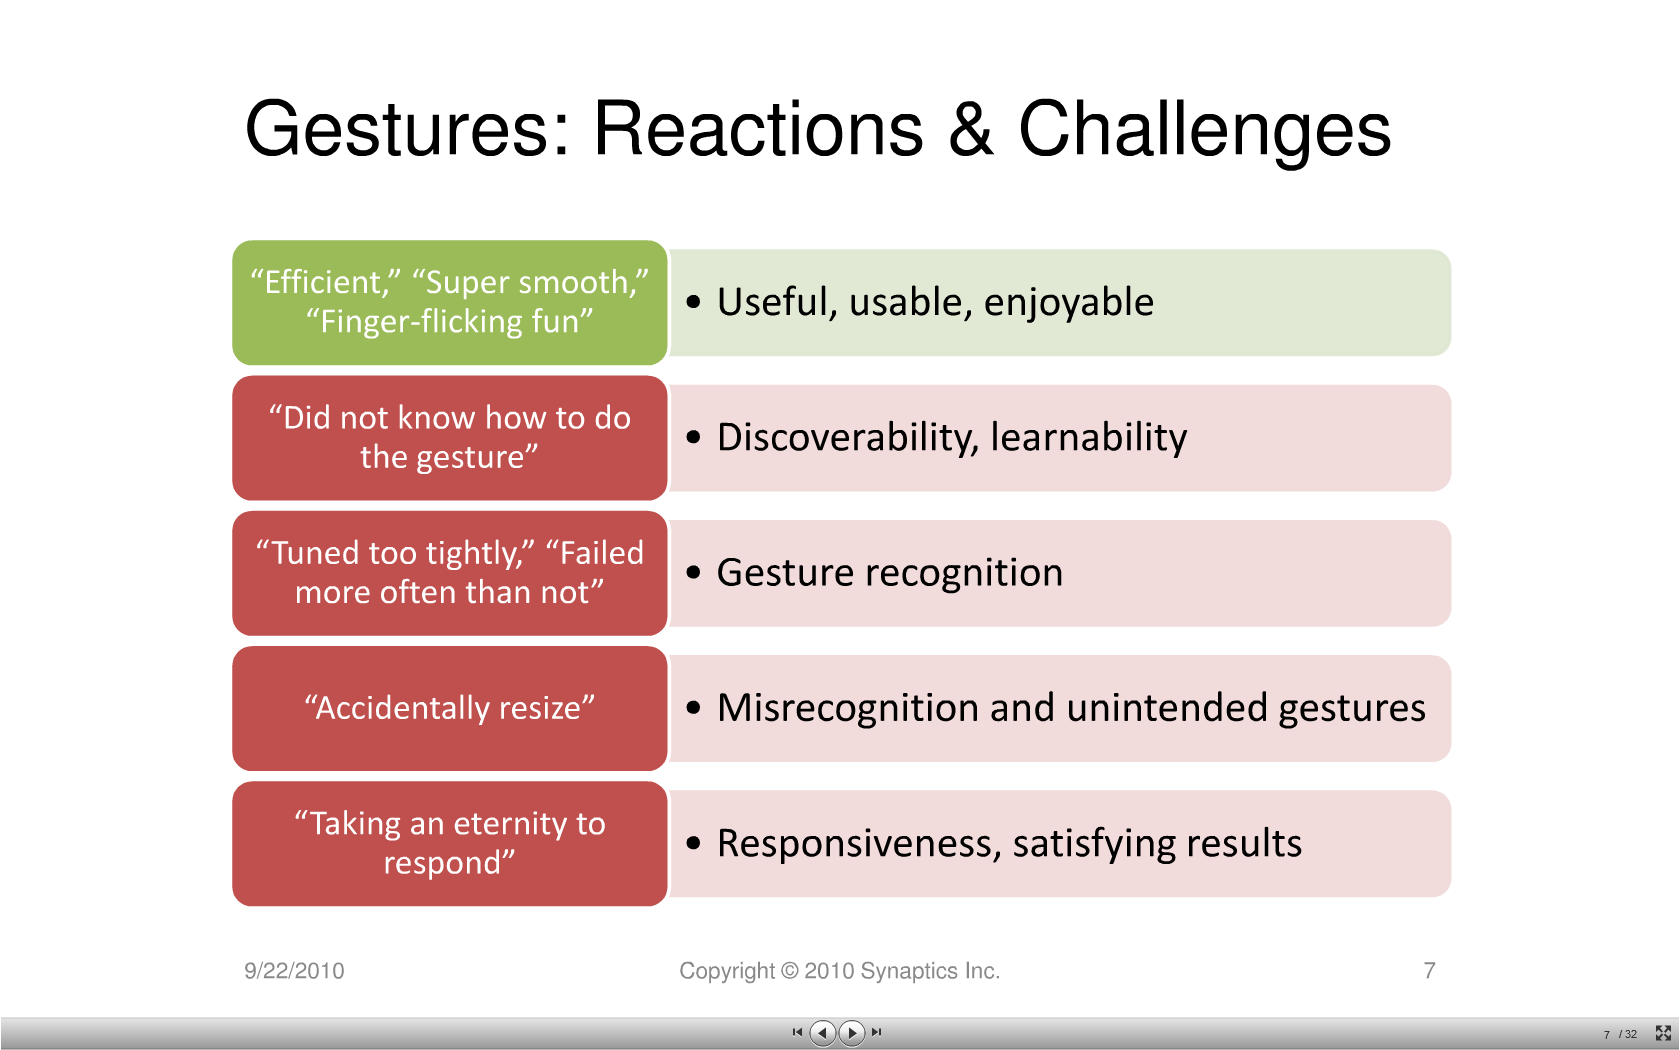 Gestures: Reactions & Challenges
“Efficient,” “Super smooth,”
“Finger-flicking fun”
• Useful, usable, enjoyable
“Did not know how to do
the gesture”
• Discoverability, learnability
“Tuned too tightly,” “Failed
more often than not”
• Gesture recognition
“Accidentally resize”
• Misrecognition and unintended gestures
“Taking an eternity to
respond”
• Responsiveness, satisfying results
9/22/2010
Copyright © 2010 Synaptics Inc.
7
7 / 32